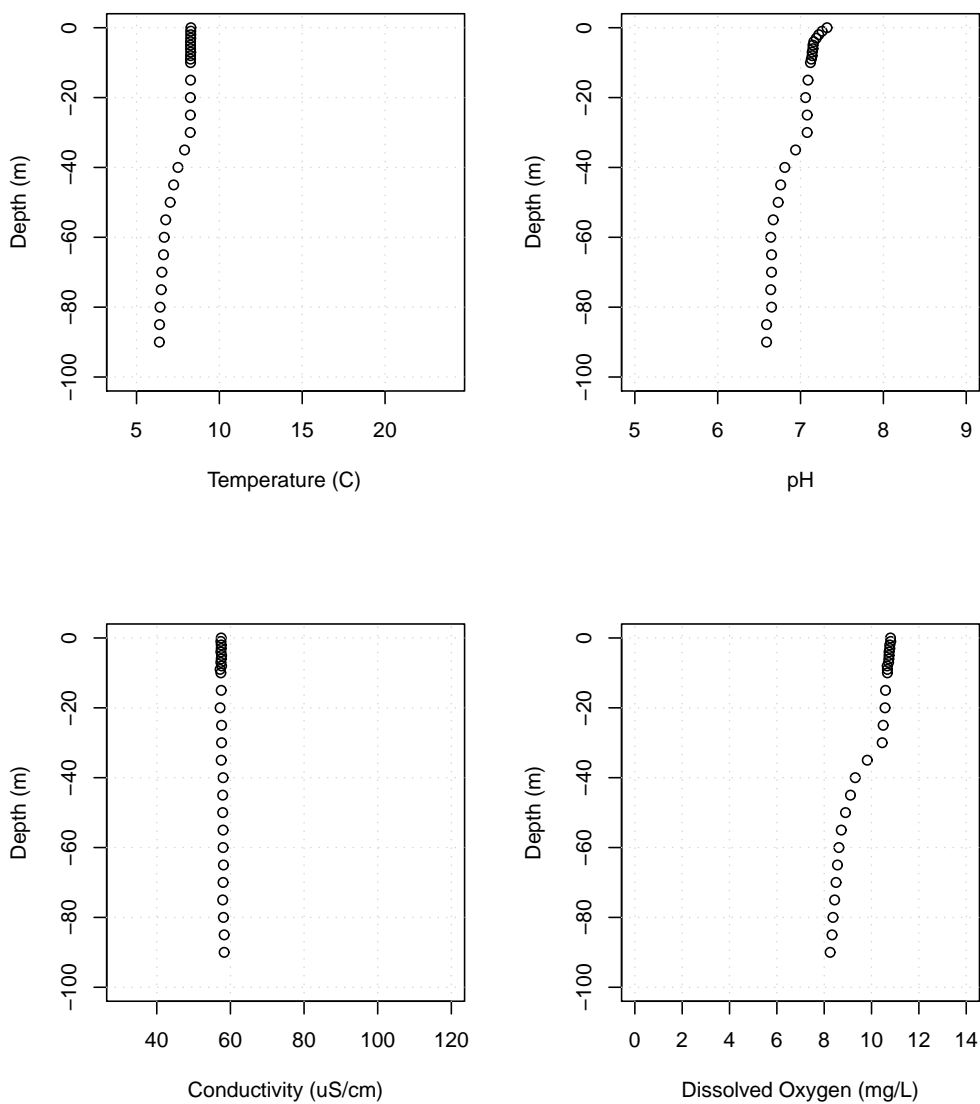 0
−20
−40
−60
−80
−100
Depth (m)
5 10 15 20
Temperature (C)
0
−20
−40
−60
−80
−100
Depth (m)
5 6 7 8 9
pH
0
−20
−40
−60
−80
−100
Depth (m)
40 60 80 100 120
Conductivity (uS/cm)
0
−20
−40
−60
−80
−100
Depth (m)
0 2 4 6 8 10 12 14
Dissolved Oxygen (mg/L)